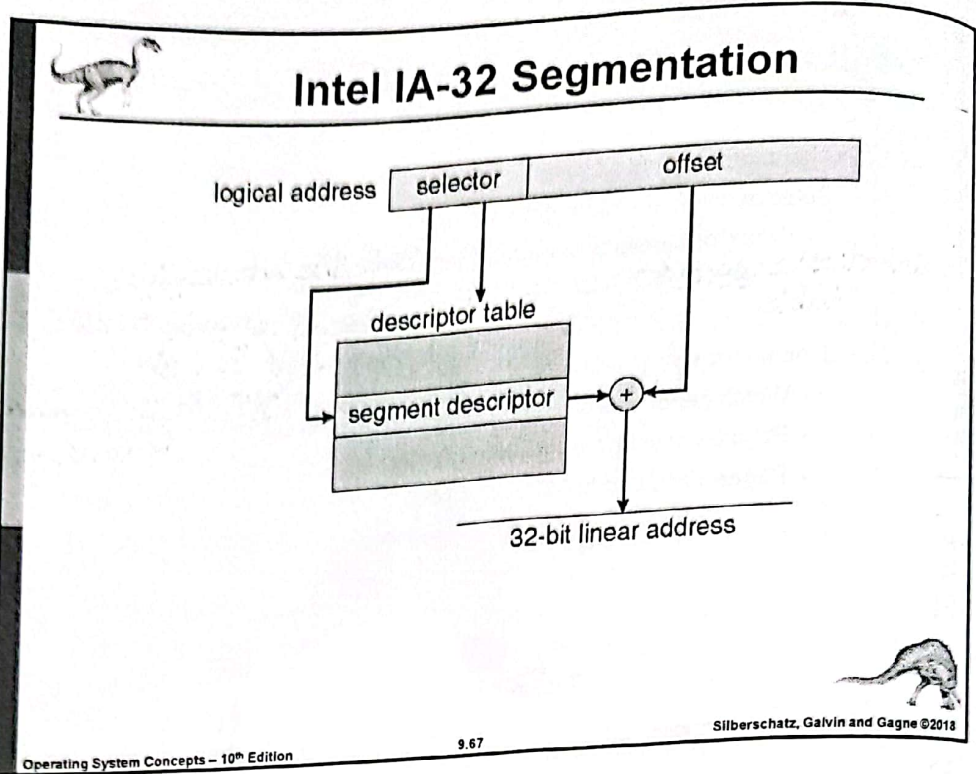 Intel IA-32 Segmentation
logical address
selector
offset
descriptor table
segment descriptor
+
32-bit linear address
Operating System Concepts – 10th Edition
9.67
Silberschatz, Galvin and Gagne ©2018